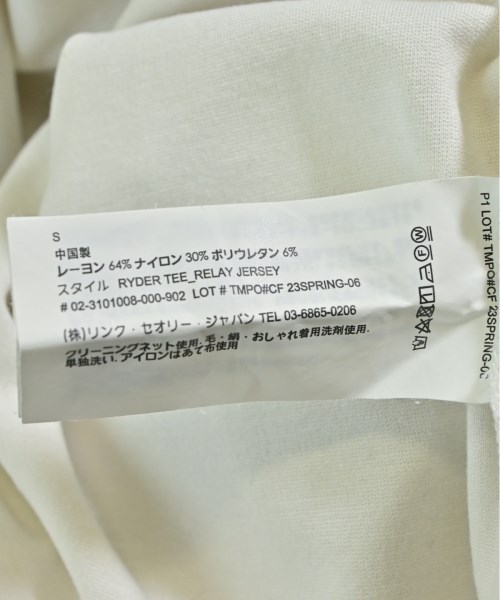 S
中国製
レーヨン 64% ナイロン 30% ポリウレタン 6%
スタイル RYDER TEE_RELAY JERSEY
# 02-3101008-000-902 LOT # TMPO#CF 23SPRING-06
(株)リンク・セオリー・ジャパン TEL 03-6865-0206
クリーニングネット使用. 毛・絹・おしゃれ着用洗剤使用.
単独洗い. アイロンはあて布使用
P1 LOT# TMPO#CF 23SPRING-06